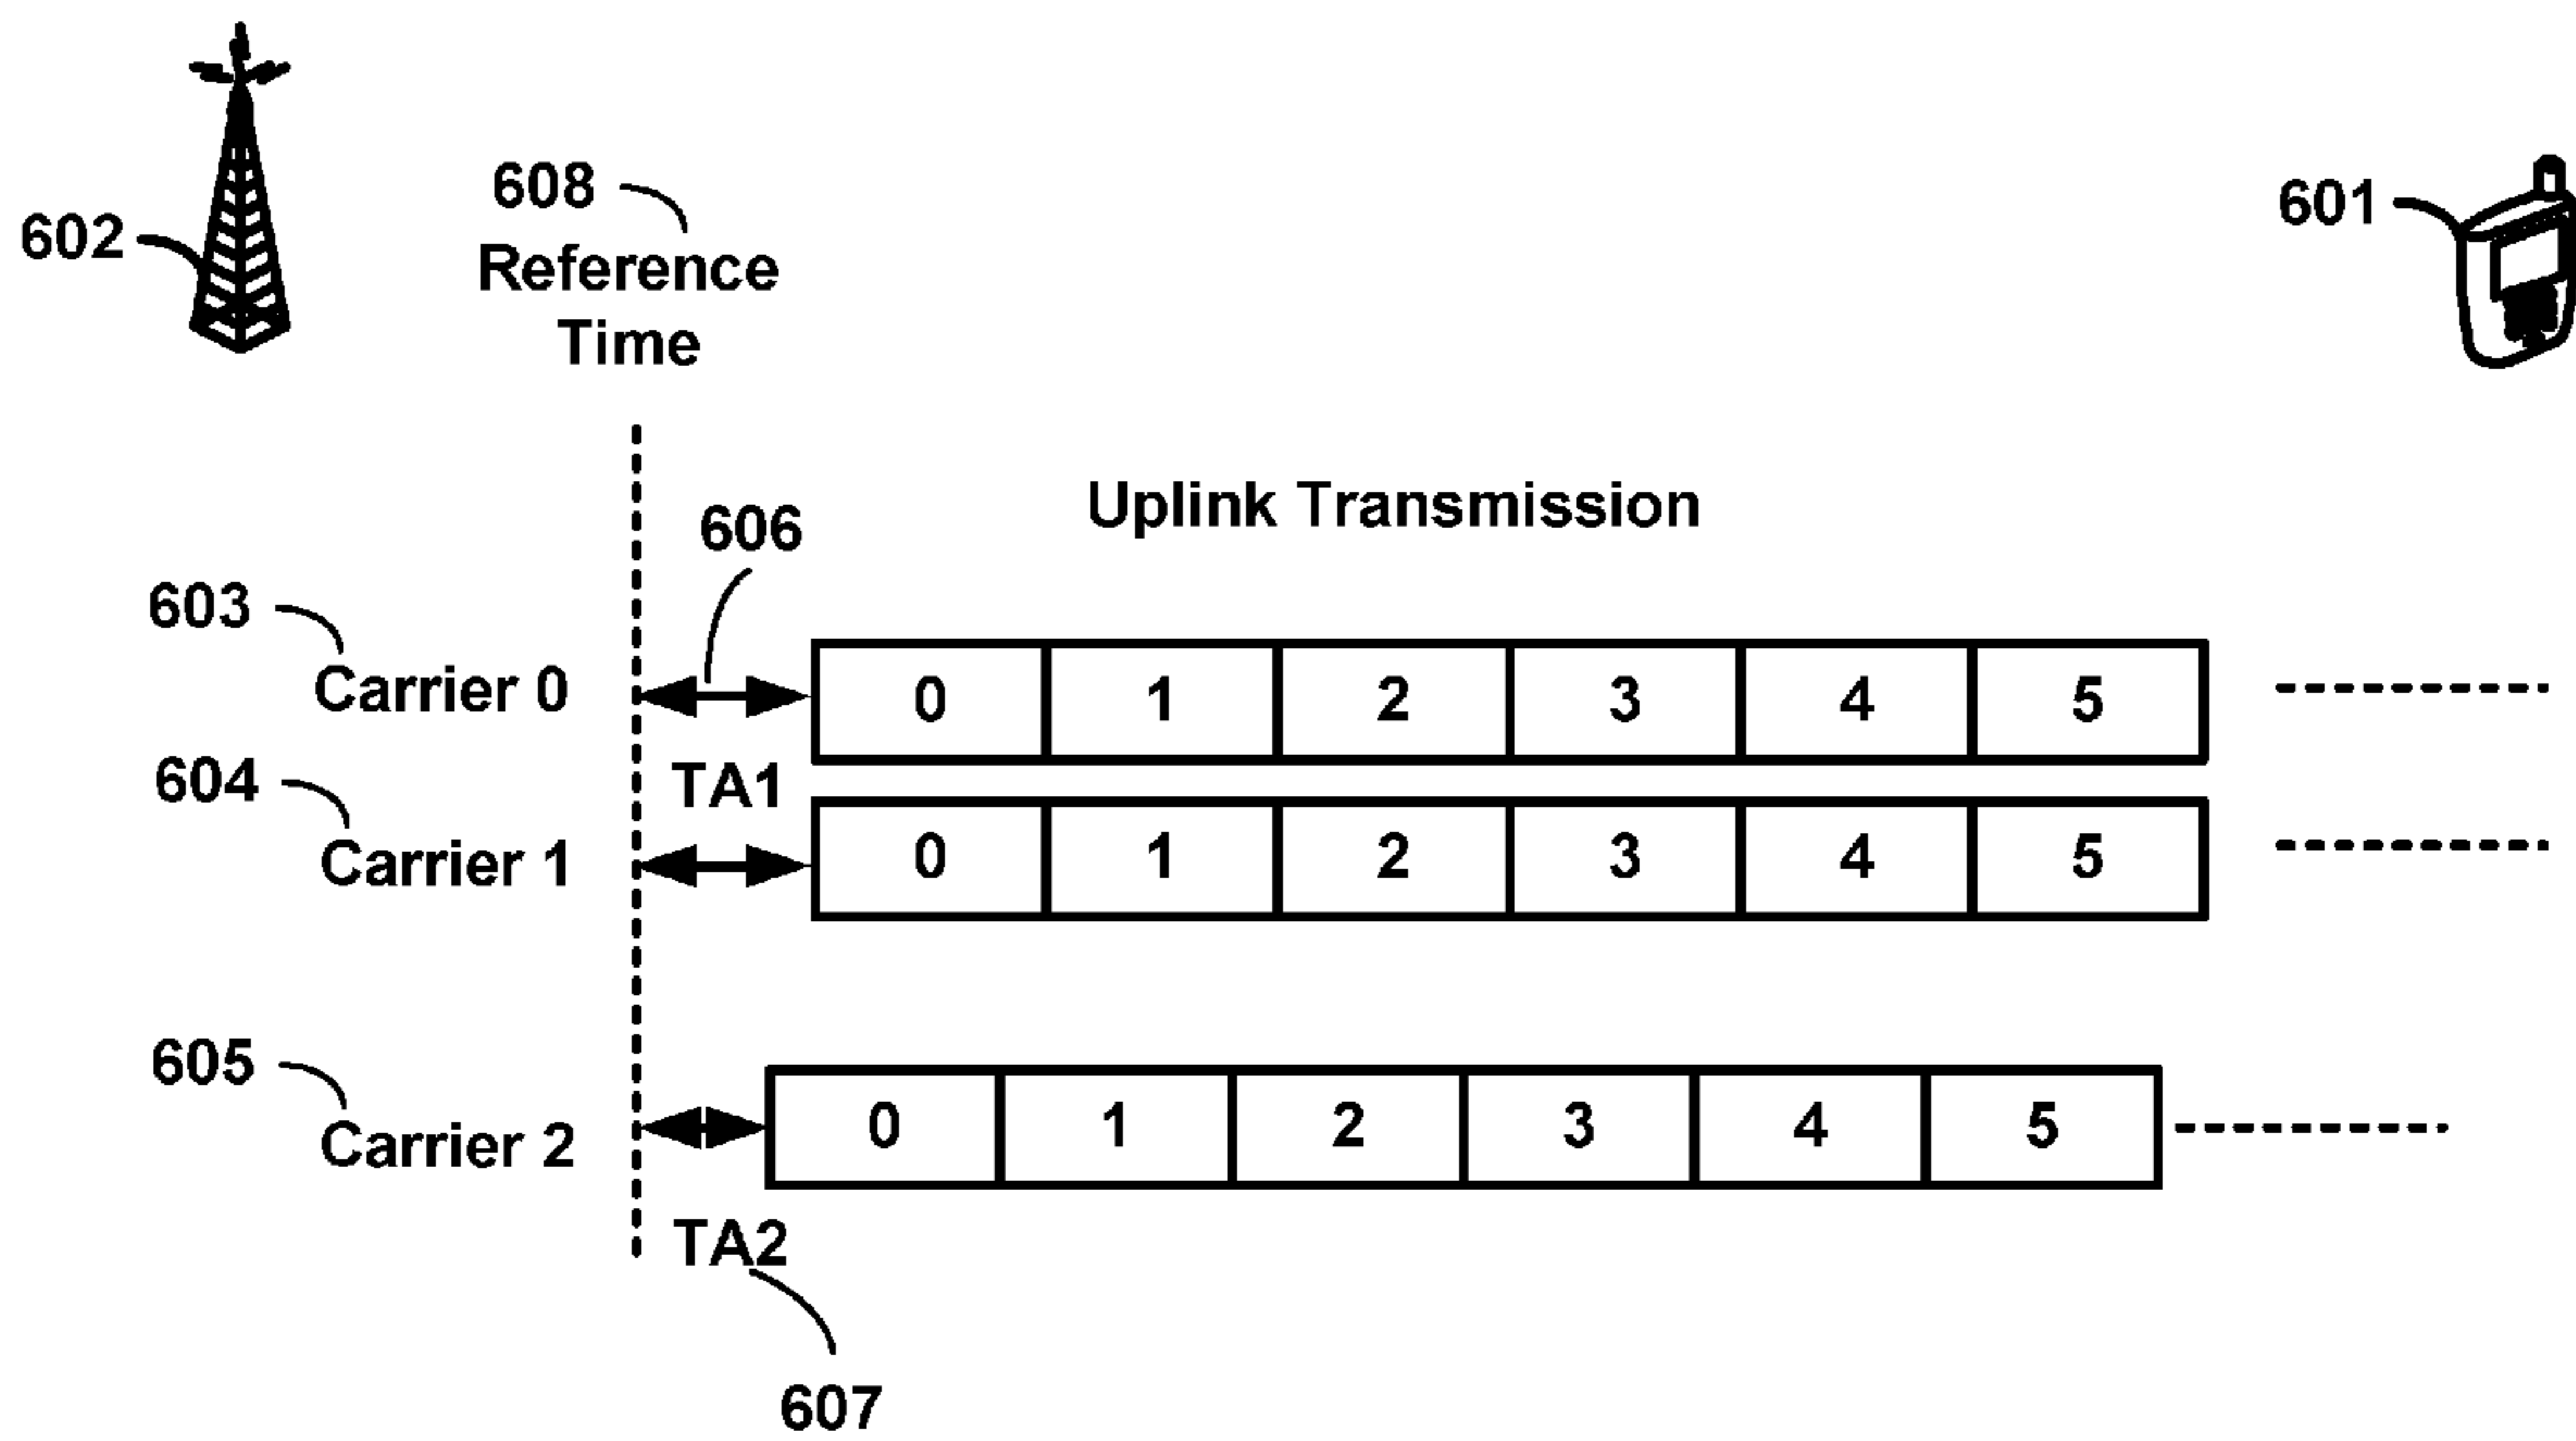 608
602
601
Reference
Time
Uplink Transmission
606
603
Carrier 0
0 1 2 3 4 5
604
TA1
Carrier 1
0 1 2 3 4 5
605
Carrier 2
0 1 2 3 4 5
TA2
607